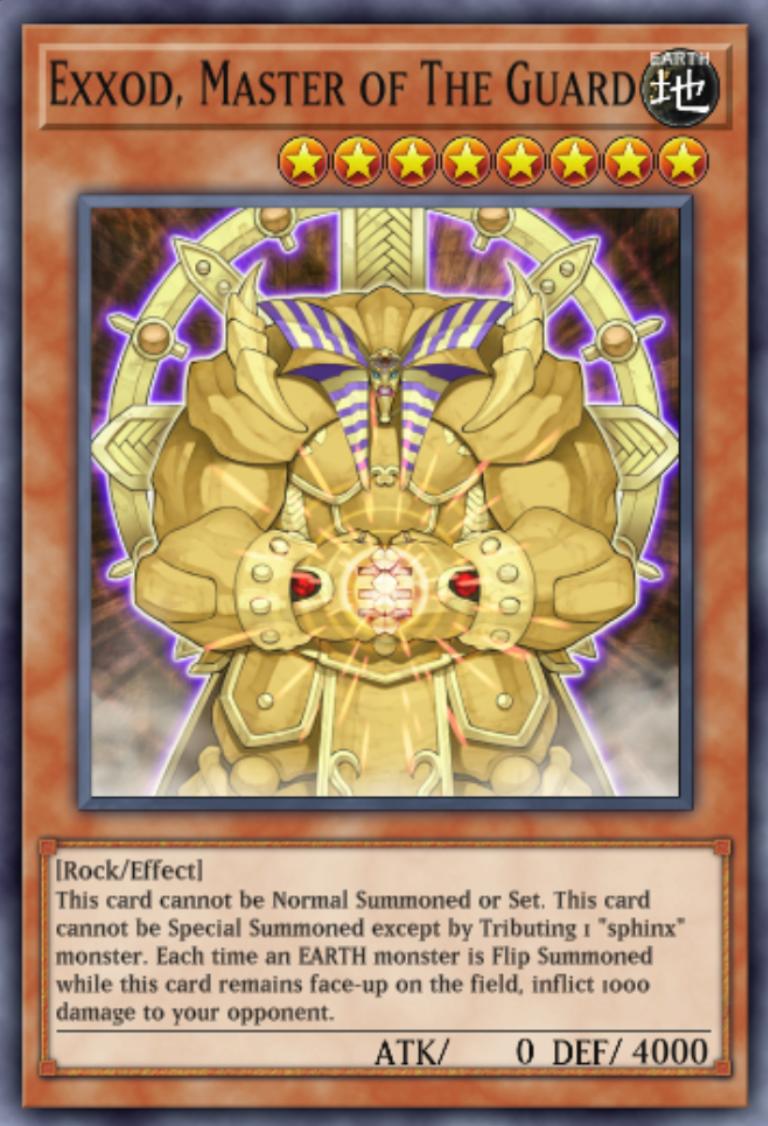 Exxod, Master of The Guard
EARTH
地
[Rock/Effect]
This card cannot be Normal Summoned or Set. This card
cannot be Special Summoned except by Tributing 1 "sphinx"
monster. Each time an EARTH monster is Flip Summoned
while this card remains face-up on the field, inflict 1000
damage to your opponent.
ATK/ 0 DEF/ 4000